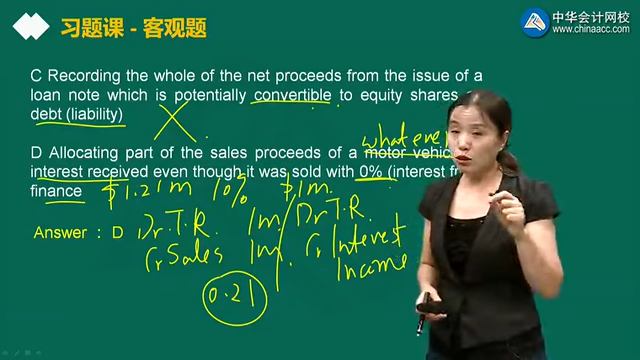 习题课 - 客观题
中华会计网校
www.chinaacc.com
C Recording the whole of the net proceeds from the issue of a
loan note which is potentially convertible to equity shares
debt (liability)
whatever
D Allocating part of the sales proceeds of a motor vehicle
interest received even though it was sold with 0% (interest fr
finance
$1.21m 10% $1m.
Dr T.R. 1m Dr T.R.
Cr Sales 1m. Cr Interest
Income
0.21
Answer : D